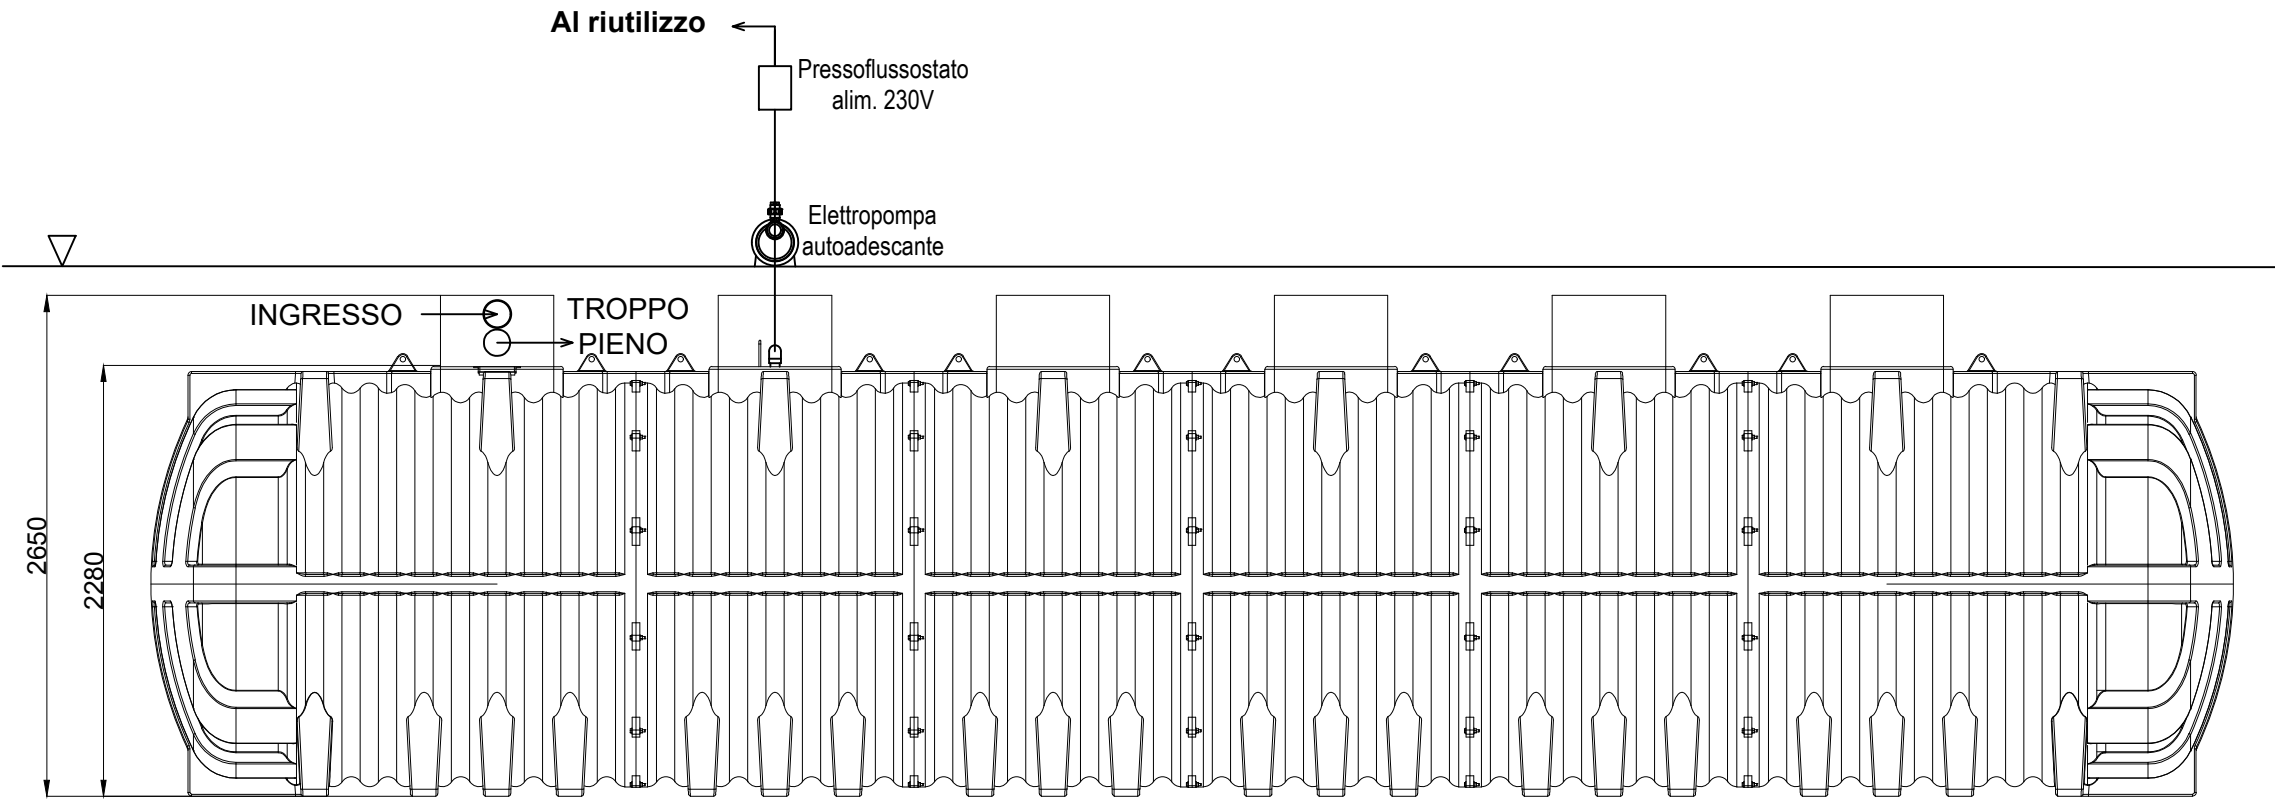 Al riutilizzo
Pressoflussostato
alim. 230V
Elettropompa
autoadescante
INGRESSO
TROPPO
PIENO
2650
2280